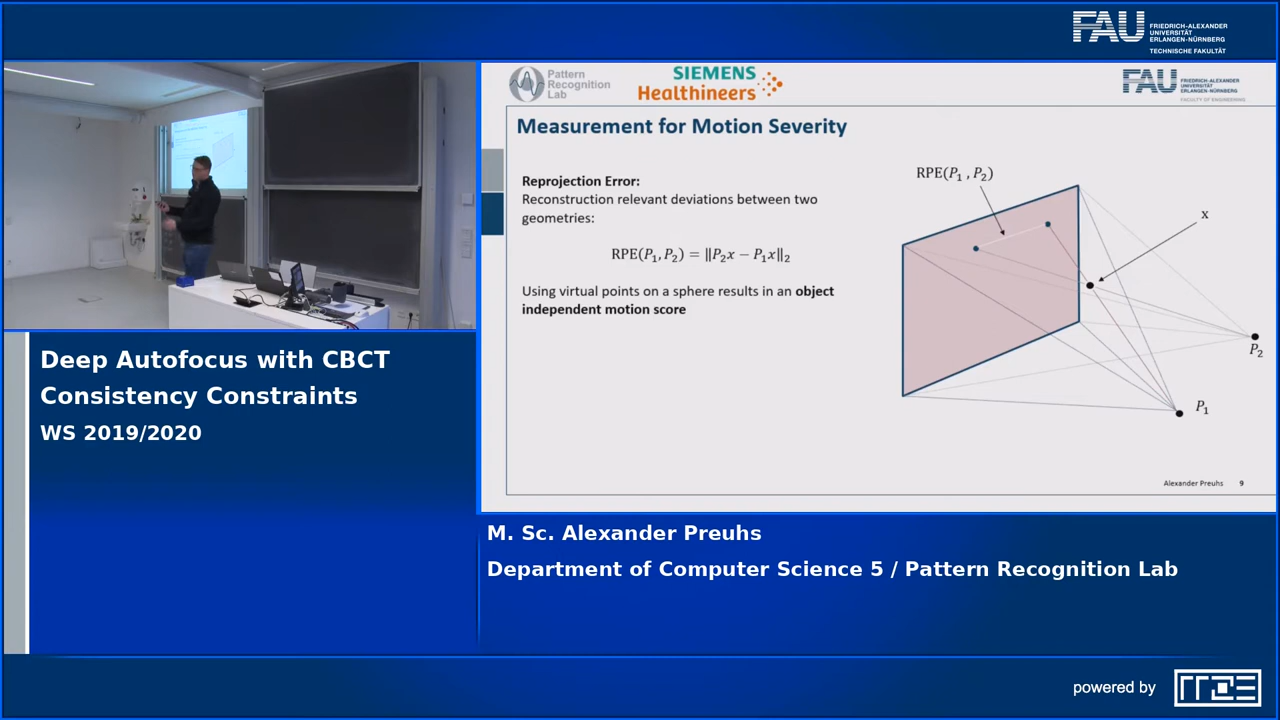 FAU
FRIEDRICH-ALEXANDER
UNIVERSITÄT
ERLANGEN-NÜRNBERG
TECHNISCHE FAKULTÄT
Pattern
Recognition
Lab
SIEMENS
Healthineers
FAU
FRIEDRICH-ALEXANDER
UNIVERSITÄT
ERLANGEN-NÜRNBERG
FACULTY OF ENGINEERING
Measurement for Motion Severity
Reprojection Error:
Reconstruction relevant deviations between two
geometries:
RPE(P₁, P₂) = ‖P₂x − P₁x‖₂
Using virtual points on a sphere results in an object
independent motion score
RPE(P₁ , P₂)
x
P₂
P₁
Alexander Preuhs 9
Deep Autofocus with CBCT
Consistency Constraints
WS 2019/2020
M. Sc. Alexander Preuhs
Department of Computer Science 5 / Pattern Recognition Lab
powered by